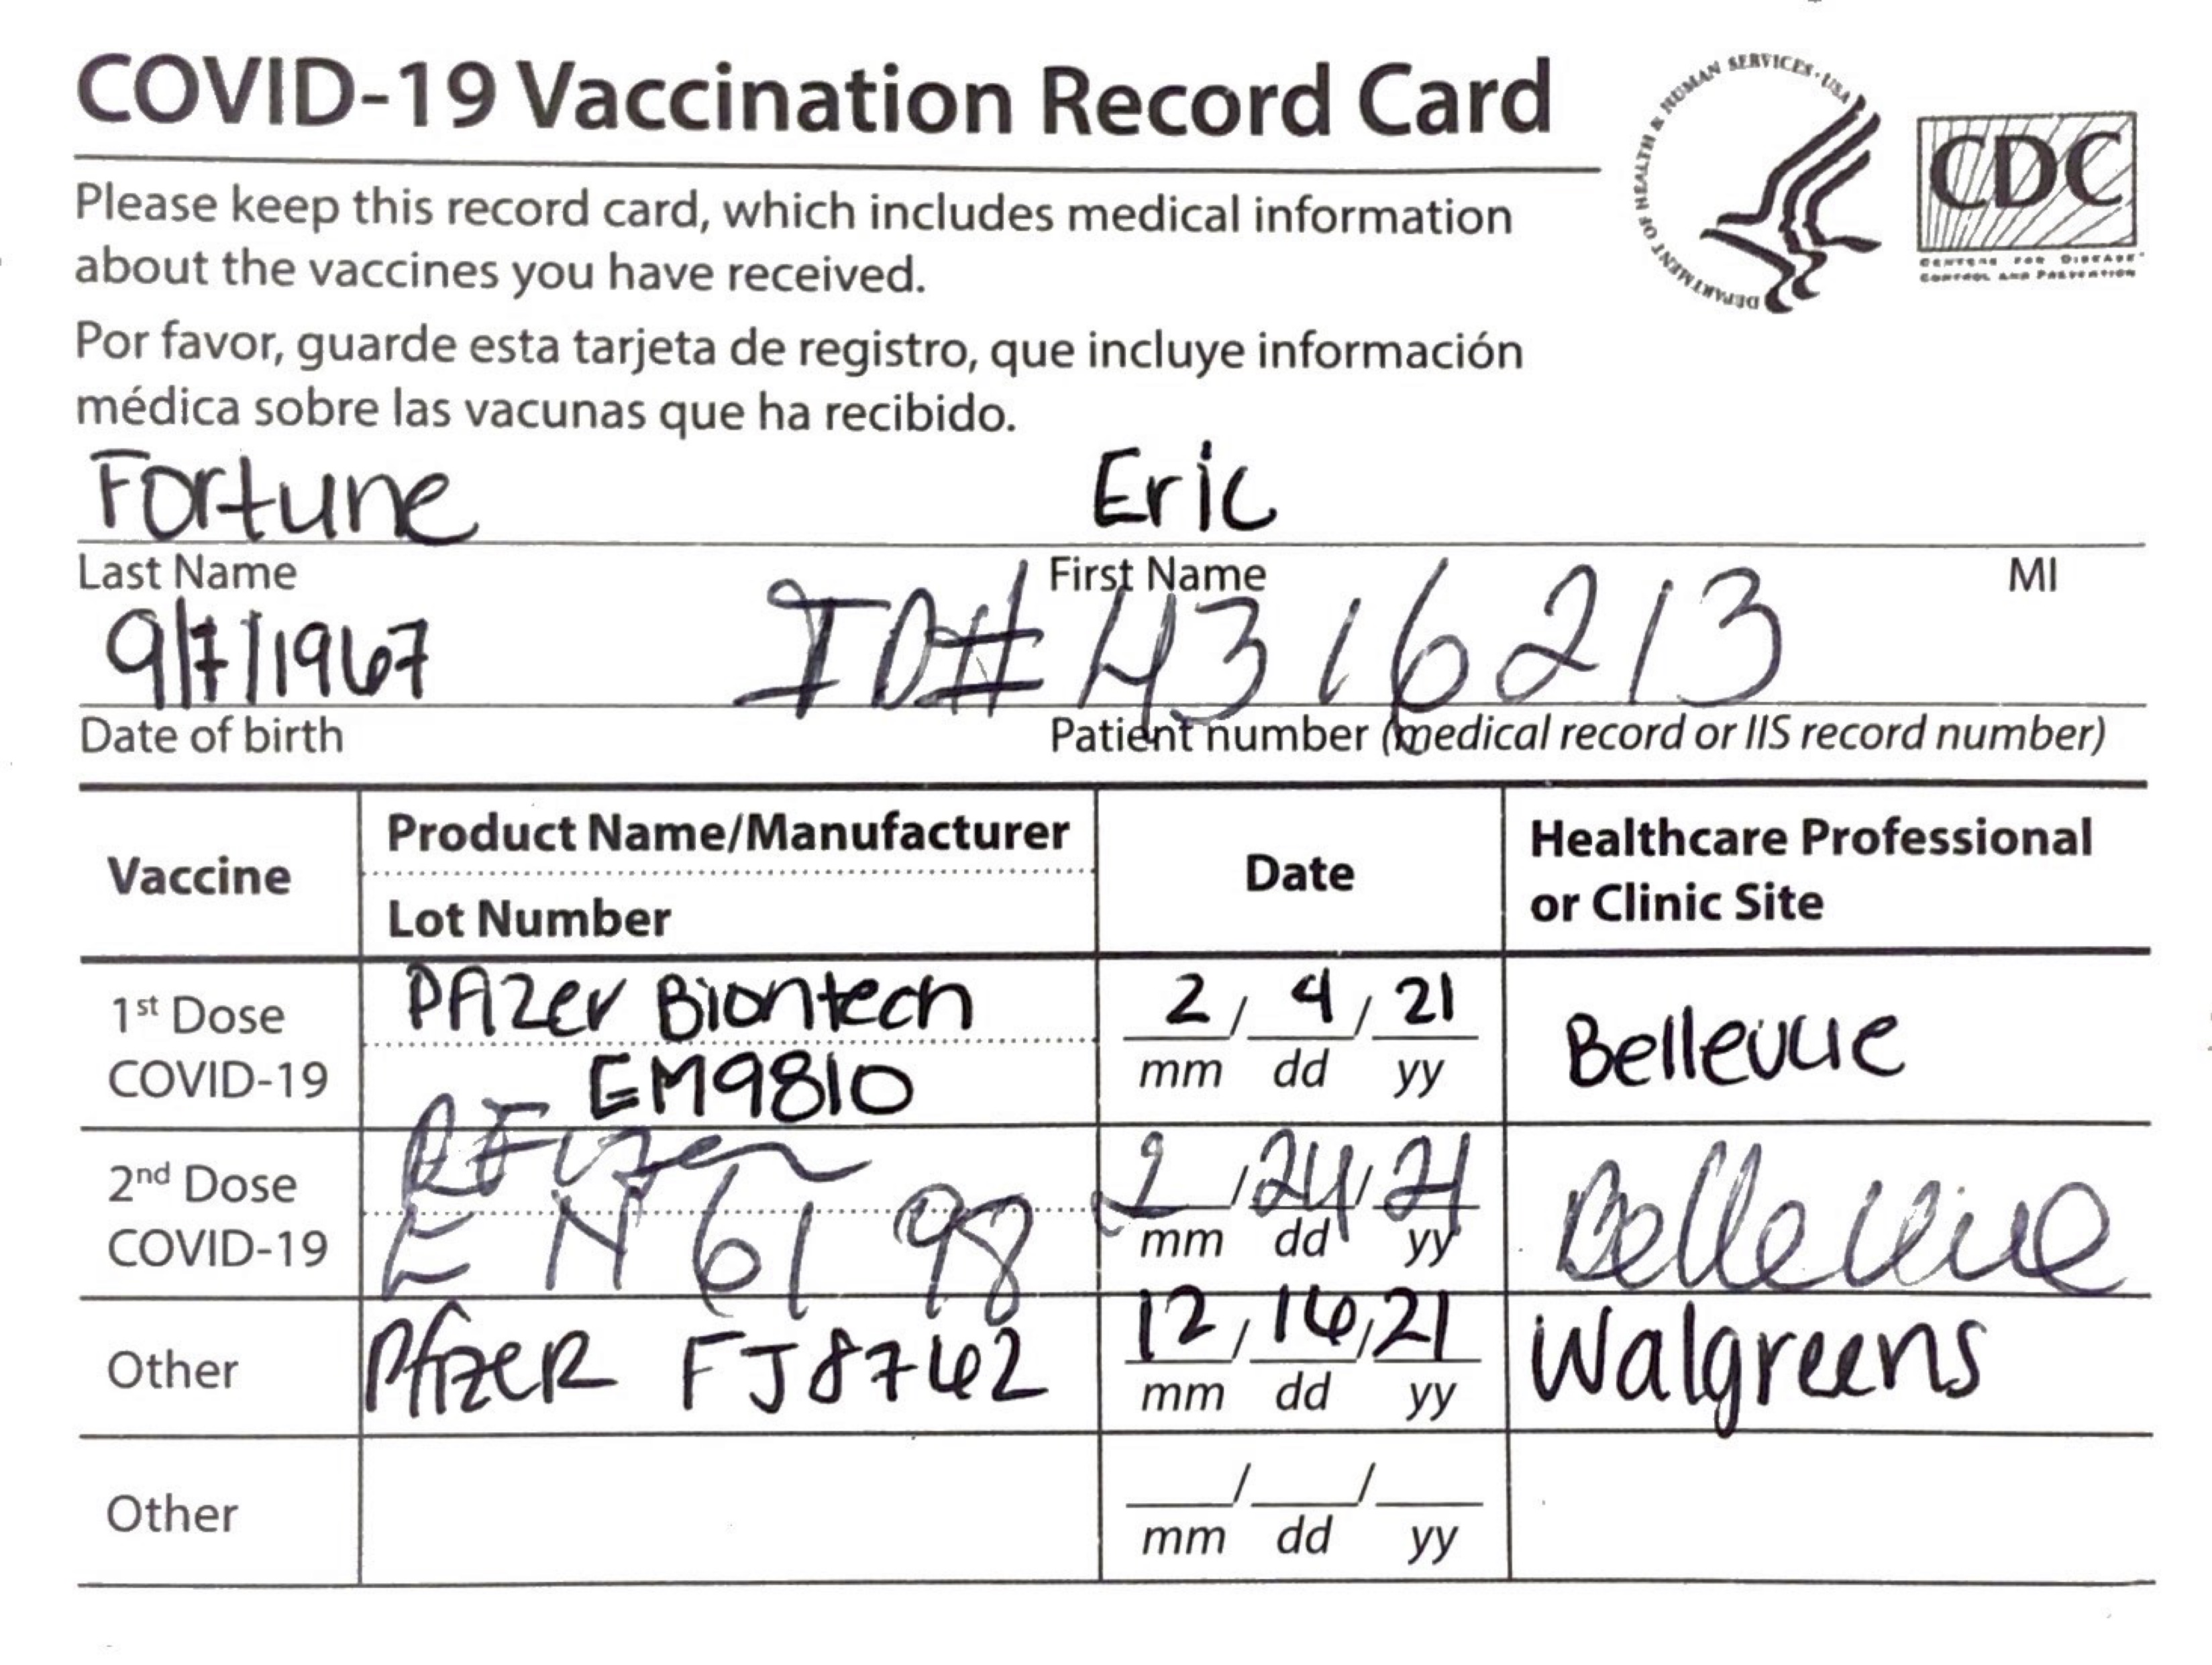 COVID-19 Vaccination Record Card
DEPARTMENT OF HEALTH & HUMAN SERVICES · USA
CDC
CENTERS FOR DISEASE
CONTROL AND PREVENTION
Please keep this record card, which includes medical information
about the vaccines you have received.
Por favor, guarde esta tarjeta de registro, que incluye información
médica sobre las vacunas que ha recibido.
Fortune Eric
Last Name First Name MI
9/7/1967 ID# 4316213
Date of birth Patient number (medical record or IIS record number)
Vaccine Product Name/Manufacturer Date Healthcare Professional
Lot Number or Clinic Site
1st Dose Pfizer Biontech 2 / 4 / 21 Bellevue
COVID-19 EM9810 mm dd yy
2nd Dose Pfizer 2 / 24 / 21 Bellevue
COVID-19 EN6198 mm dd yy
Other Pfizer FJ8762 12 / 16 / 21 Walgreens
mm dd yy
Other / /
mm dd yy